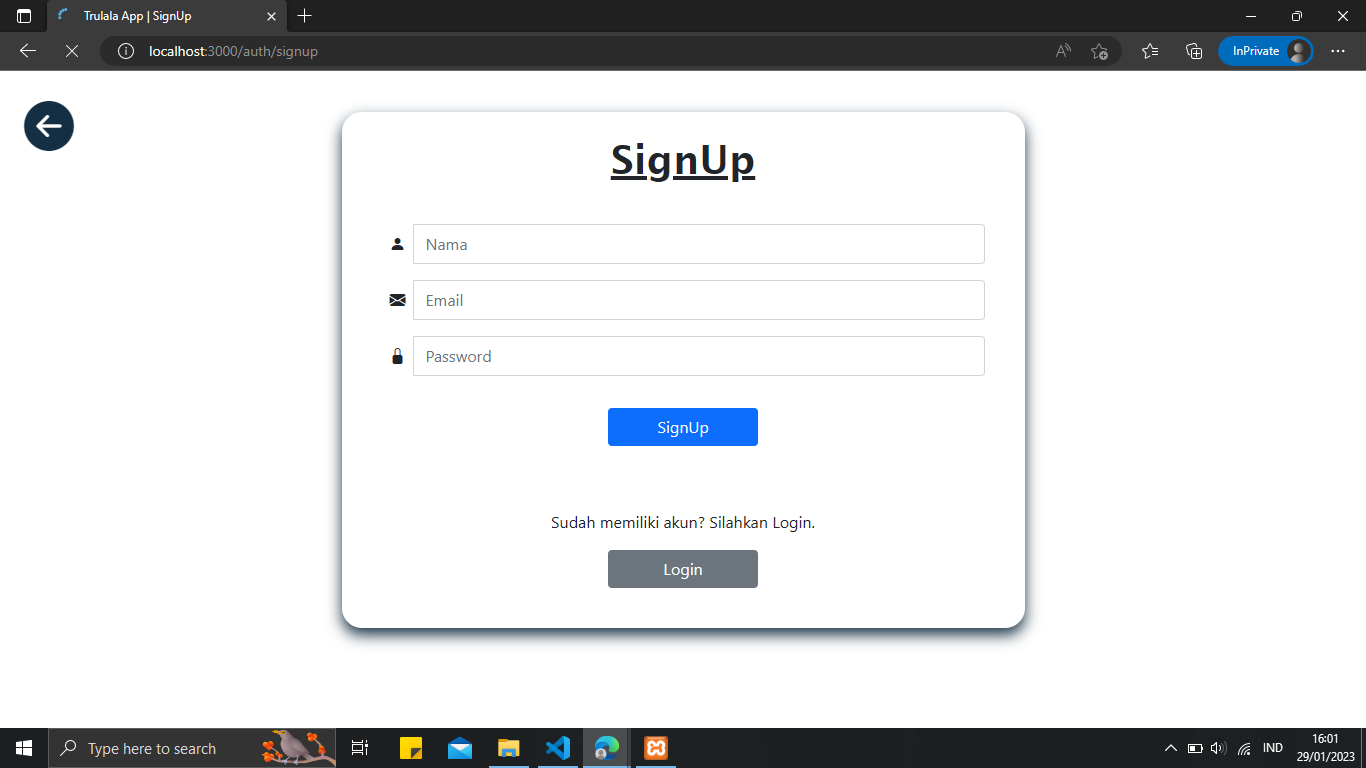 Trulala App | SignUp
localhost:3000/auth/signup
InPrivate
SignUp
Nama
Email
Password
SignUp
Sudah memiliki akun? Silahkan Login.
Login
Type here to search
IND
16:01
29/01/2023